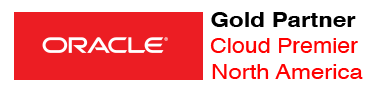 ORACLE®
Gold Partner
Cloud Premier
North America